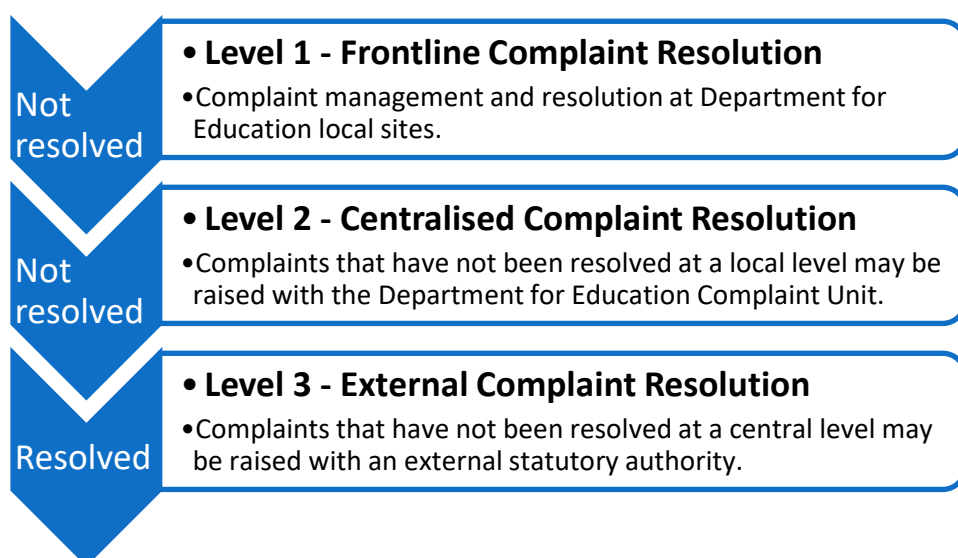 • Level 1 - Frontline Complaint Resolution
•Complaint management and resolution at Department for
Education local sites.
Not
resolved
• Level 2 - Centralised Complaint Resolution
•Complaints that have not been resolved at a local level may be
raised with the Department for Education Complaint Unit.
Not
resolved
• Level 3 - External Complaint Resolution
•Complaints that have not been resolved at a central level may
be raised with an external statutory authority.
Resolved